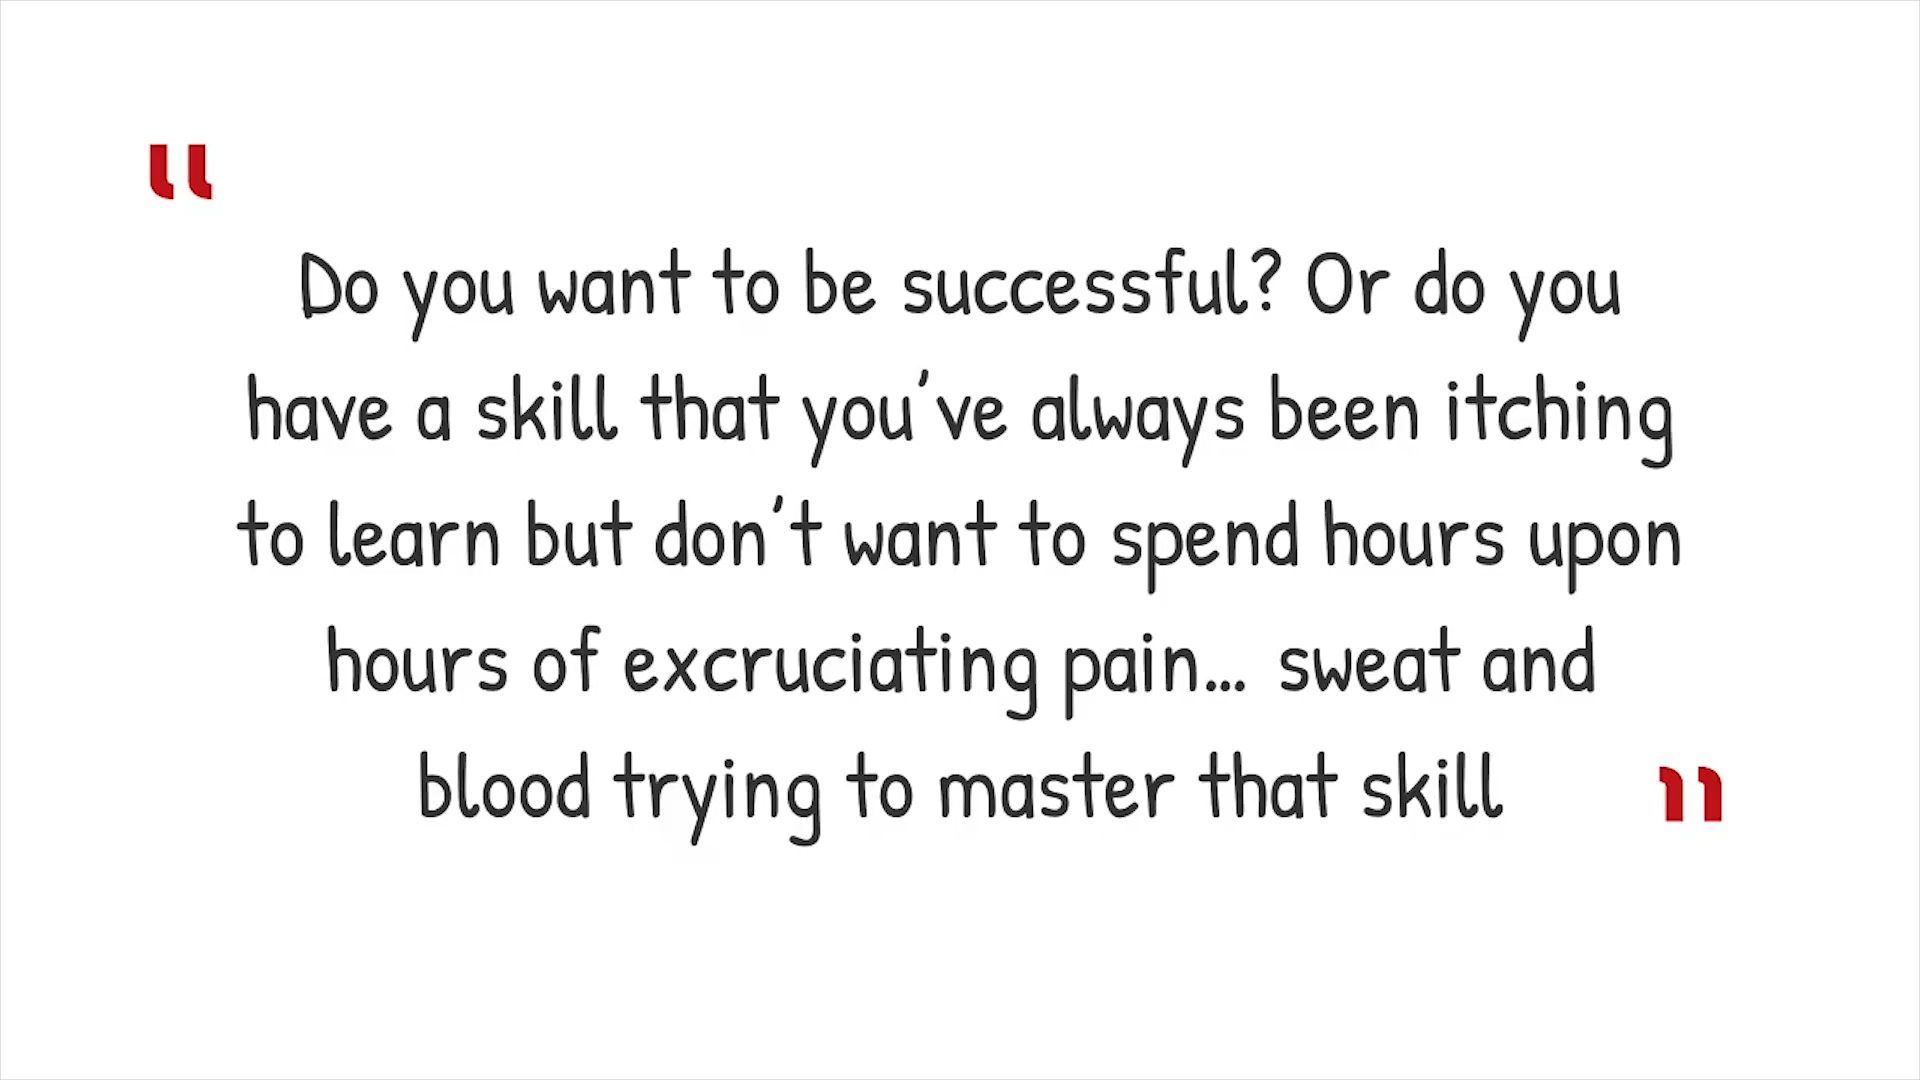 “
Do you want to be successful? Or do you
have a skill that you’ve always been itching
to learn but don’t want to spend hours upon
hours of excruciating pain... sweat and
blood trying to master that skill ”